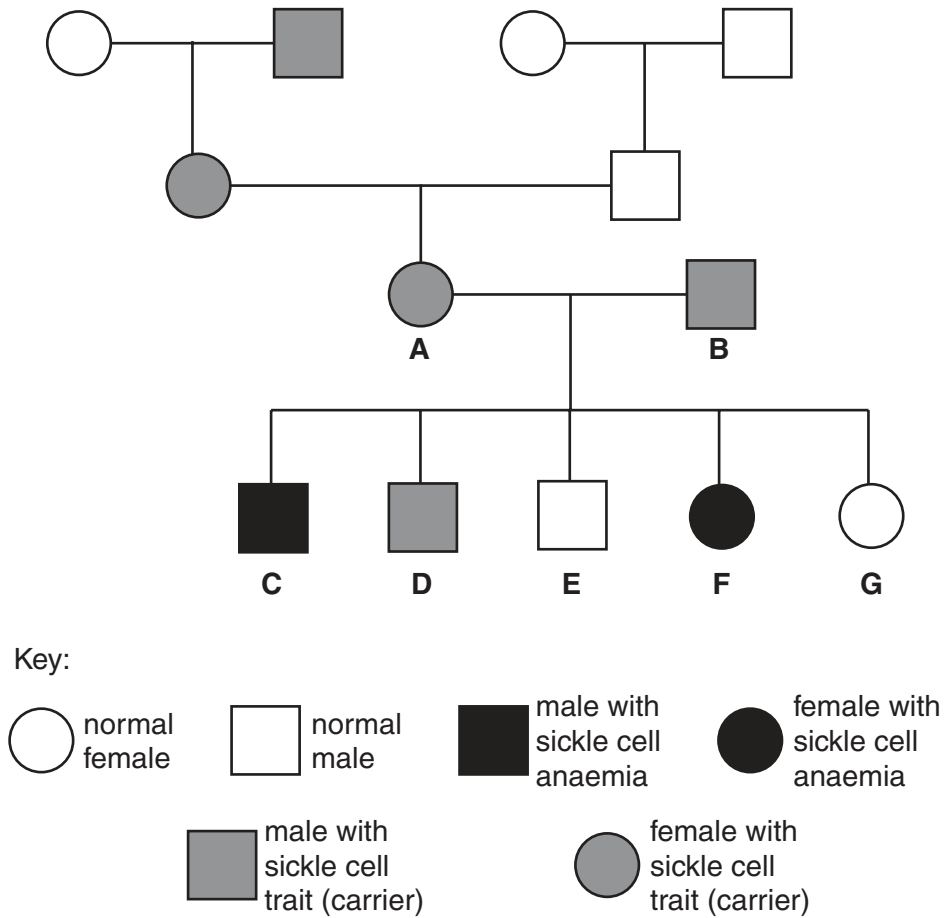 A
B
C
D
E
F
G
Key:
normal
female
normal
male
male with
sickle cell
anaemia
female with
sickle cell
anaemia
male with
sickle cell
trait (carrier)
female with
sickle cell
trait (carrier)